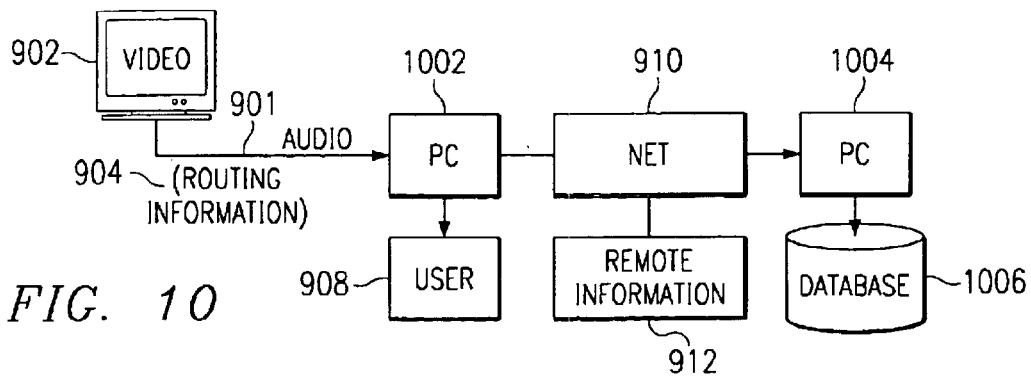 902
VIDEO
901
AUDIO
904
(ROUTING
INFORMATION)
1002
PC
910
NET
1004
PC
908
USER
REMOTE
INFORMATION
912
DATABASE
1006
FIG. 10